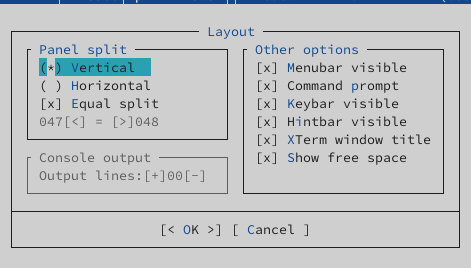 Layout
Panel split
(*) Vertical
( ) Horizontal
[x] Equal split
047[<] = [>]048
Console output
Output lines:[+]00[-]
Other options
[x] Menubar visible
[x] Command prompt
[x] Keybar visible
[x] Hintbar visible
[x] XTerm window title
[x] Show free space
[< OK >] [ Cancel ]